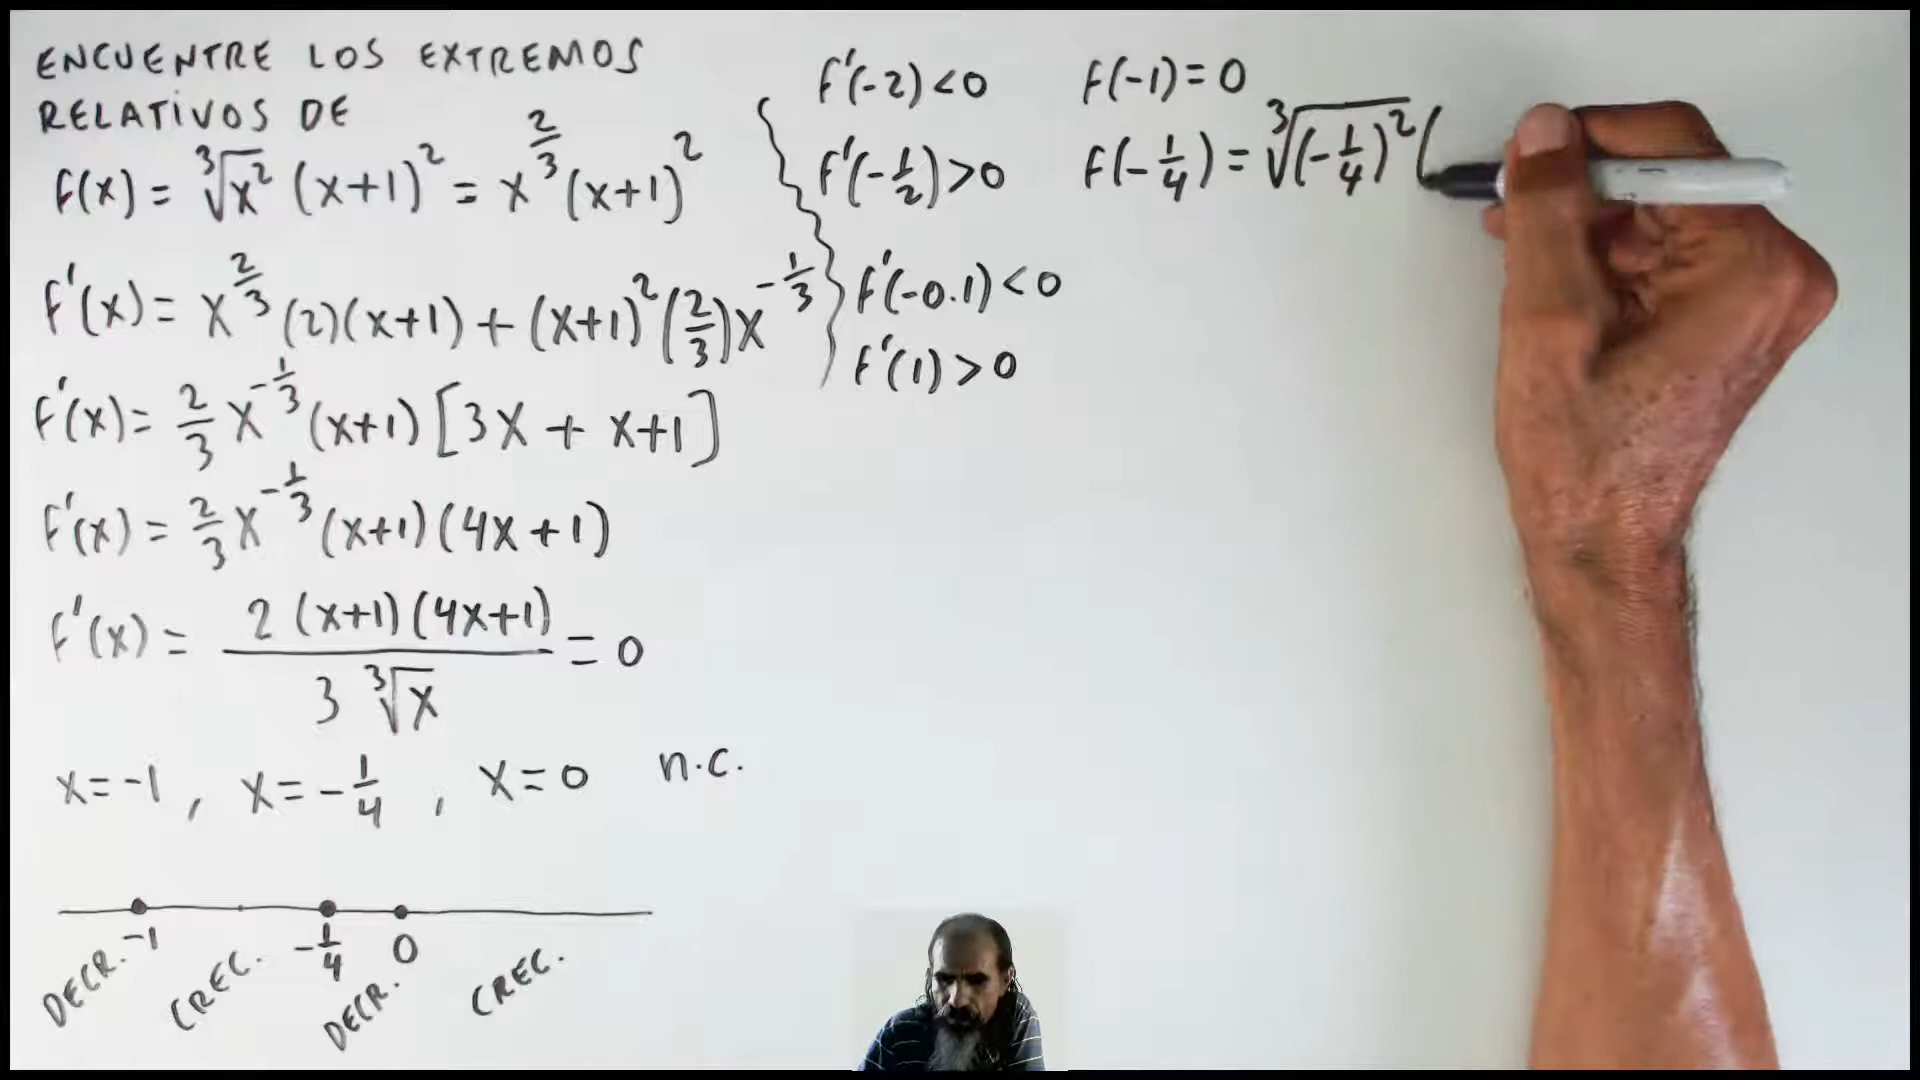 ENCUENTRE LOS EXTREMOS
RELATIVOS DE
f(x) = ∛x² (x+1)² = x^(2/3) (x+1)²
f'(x) = x^(2/3) (2)(x+1) + (x+1)² (2/3) x^(-1/3)
f'(x) = 2/3 x^(-1/3) (x+1) [3x + x+1]
f'(x) = 2/3 x^(-1/3) (x+1)(4x+1)
f'(x) = 2(x+1)(4x+1) / 3∛x = 0
x=-1, x=-1/4, x=0 n.c.
-1 -1/4 0
DECR. CREC. DECR. CREC.
f'(-2)<0
f'(-1/2)>0
f'(-0.1)<0
f'(1)>0
f(-1)=0
f(-1/4) = ∛(-1/4)² (